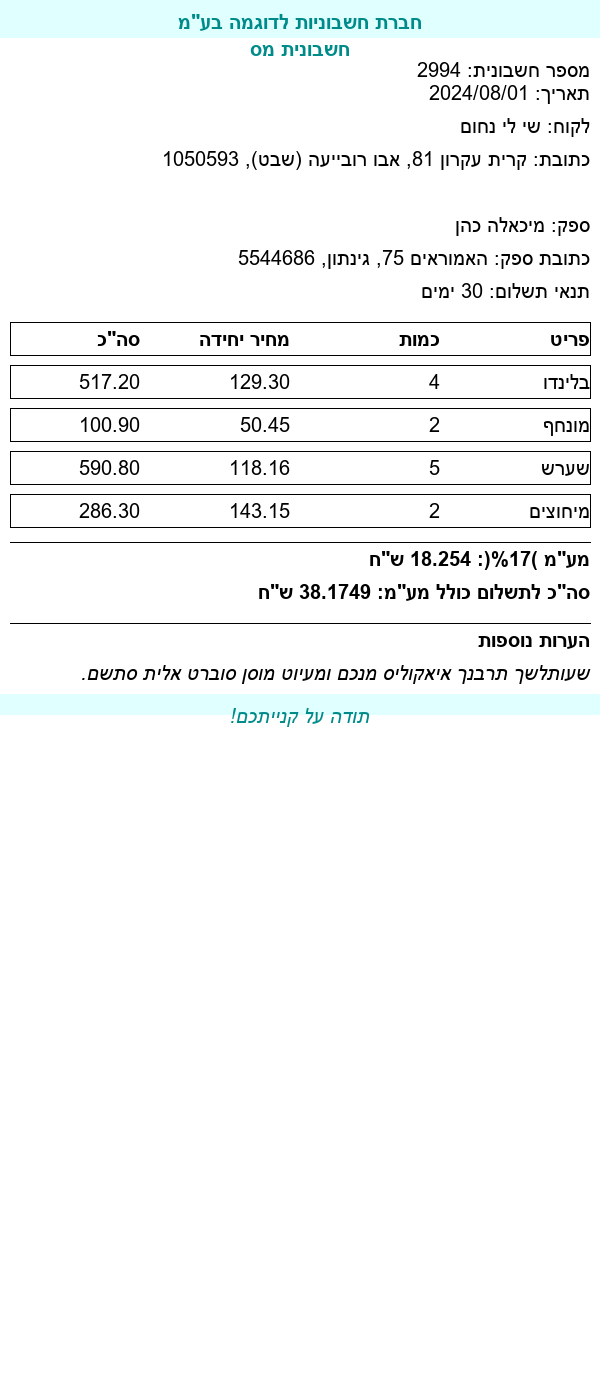 חברת חשבוניות לדוגמה בע"מ
חשבונית מס
מספר חשבונית: 2994
תאריך: 2024/08/01
לקוח: שי לי נחום
כתובת: קרית עקרון 81, אבו רובייעה (שבט), 1050593
ספק: מיכאלה כהן
כתובת ספק: האמוראים 75, גינתון, 5544686
תנאי תשלום: 30 ימים
פריט כמות מחיר יחידה סה"כ
בלינדו 4 129.30 517.20
מונחף 2 50.45 100.90
שערש 5 118.16 590.80
מיחוצים 2 143.15 286.30
מע"מ )17%(: 18.254 ש"ח
סה"כ לתשלום כולל מע"מ: 38.1749 ש"ח
הערות נוספות
שעותלשך תרבנך איאקוליס מנכם ומעיוט מוסן סוברט אלית סתשם.
תודה על קנייתכם!